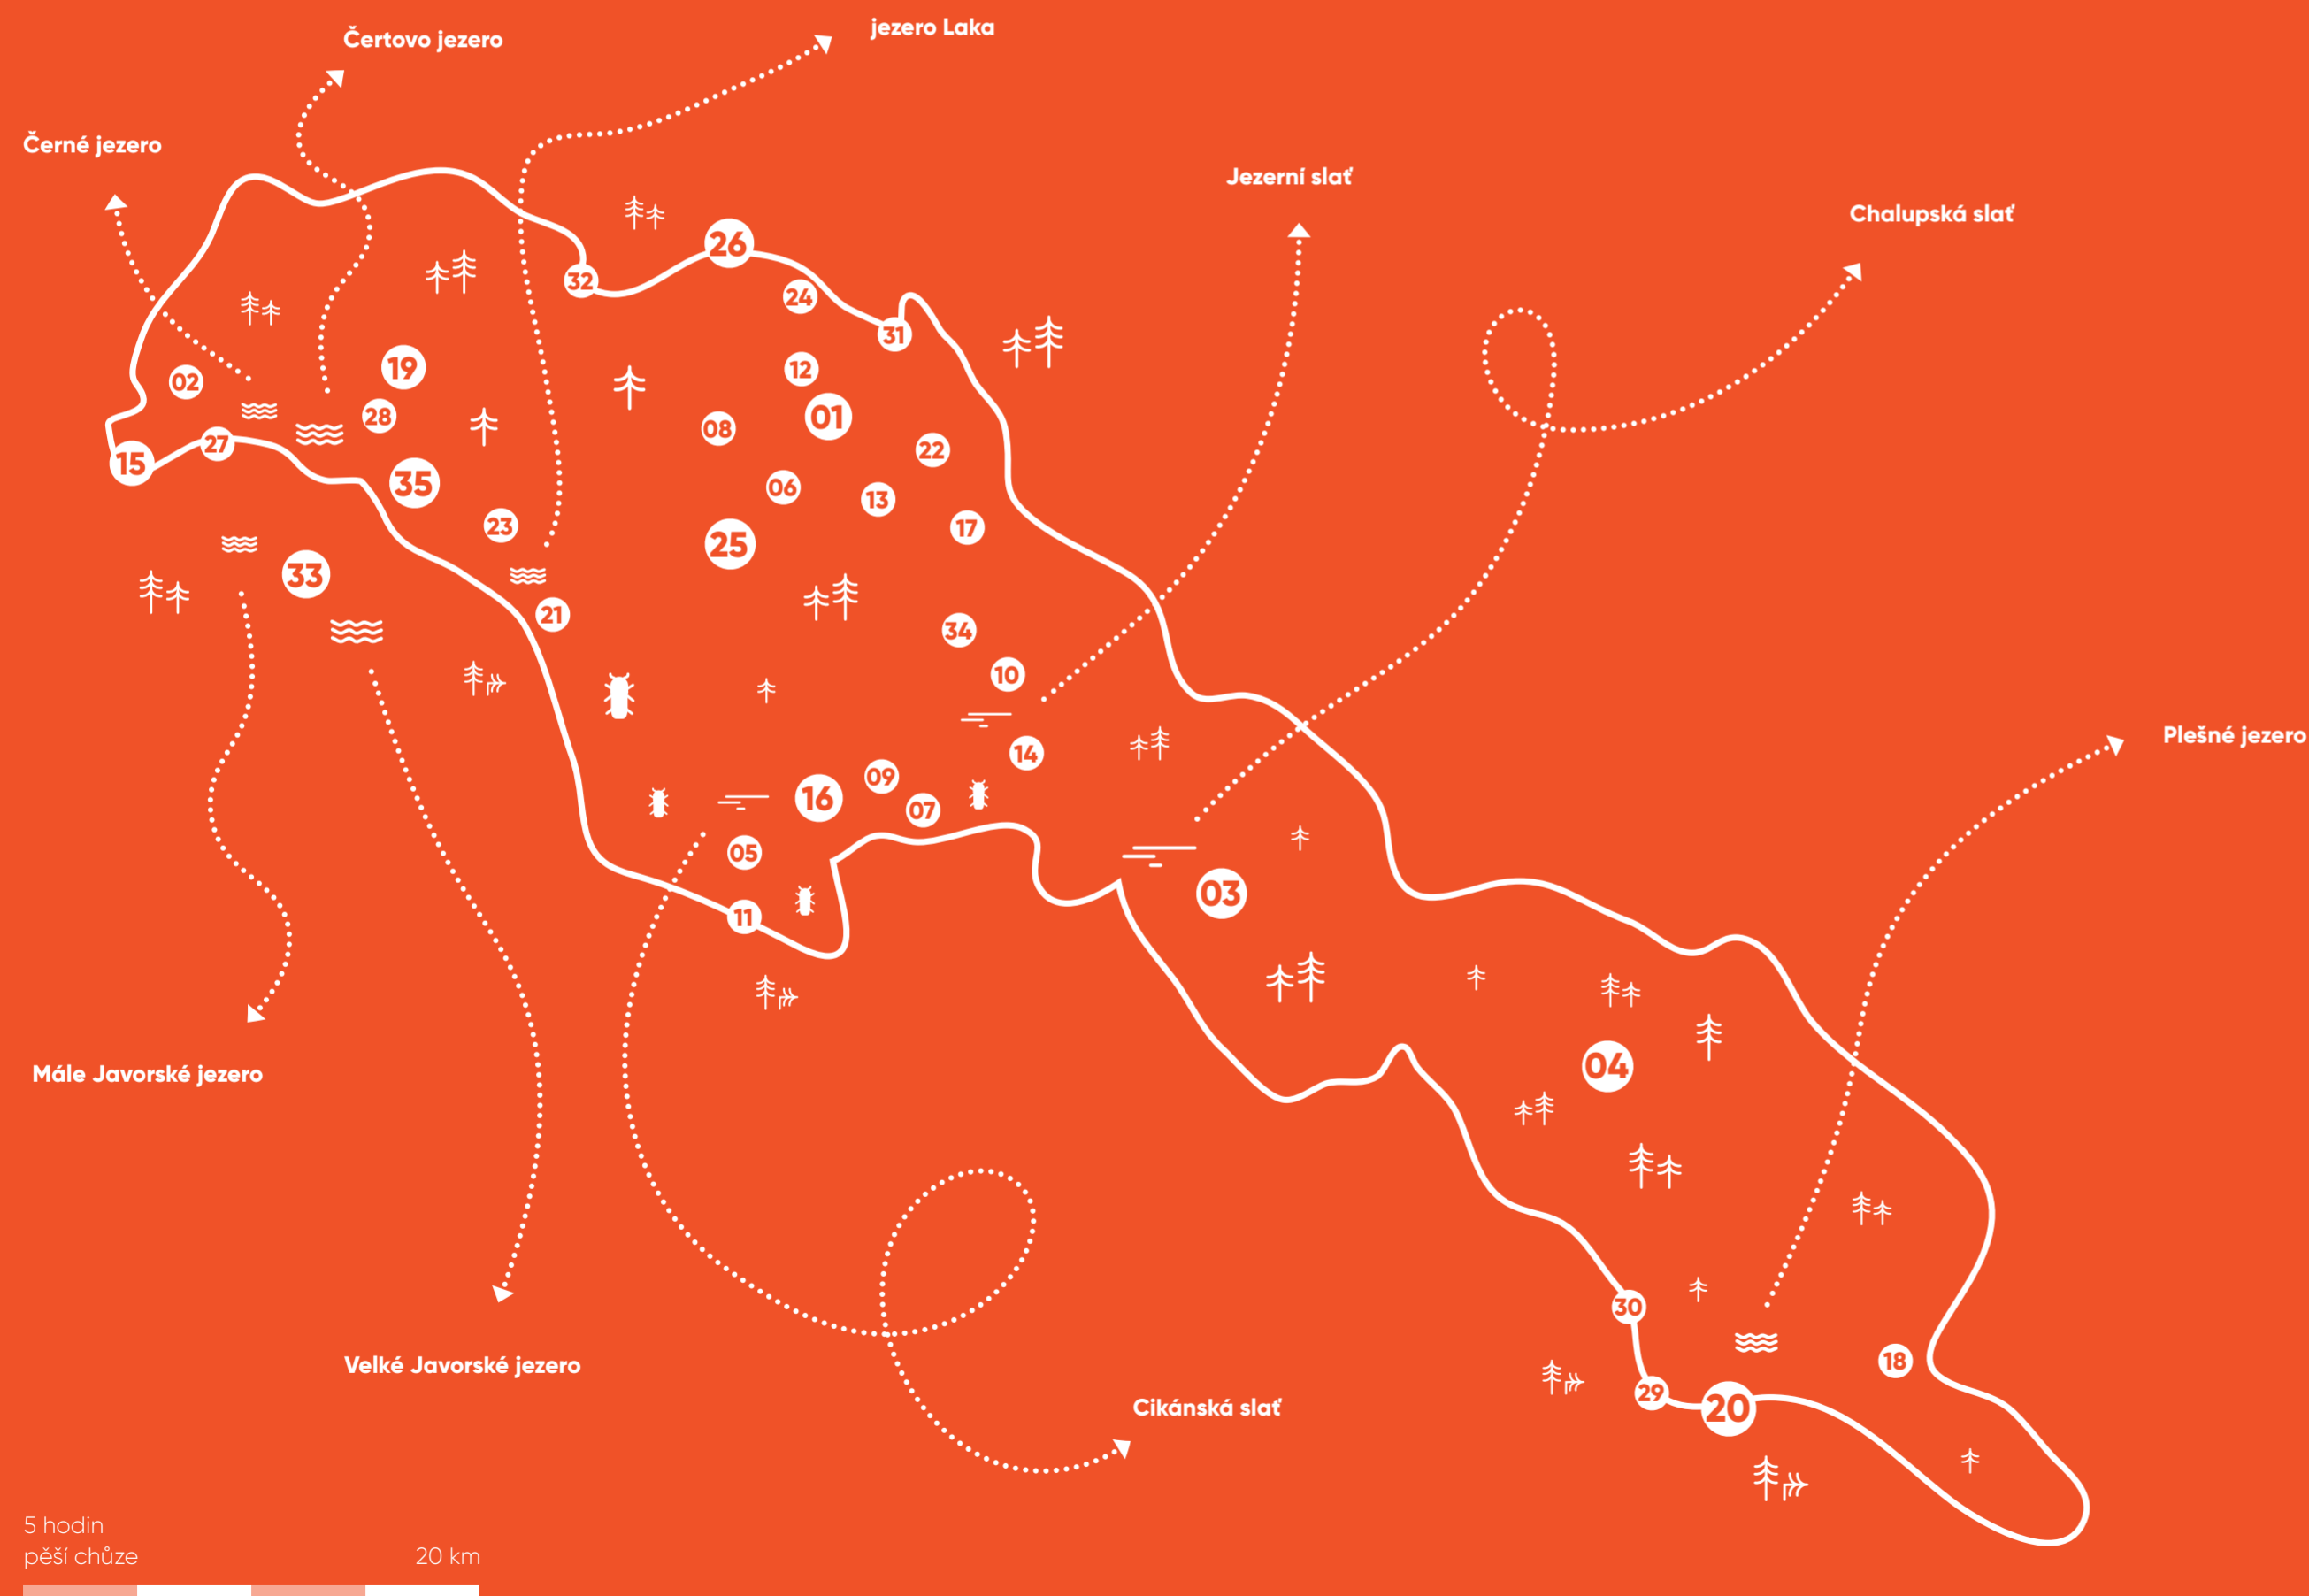 jezero Laka
Čertovo jezero
Černé jezero
Jezerní slať
Chalupská slať
26
32
24
31
12
19
02
28
01
08
22
27
15
35
06
13
23
17
25
33
21
34
10
Plešné jezero
14
09
16
07
05
03
11
04
Mále Javorské jezero
30
18
Velké Javorské jezero
29
20
Cikánská slať
5 hodin
pěší chůze
20 km